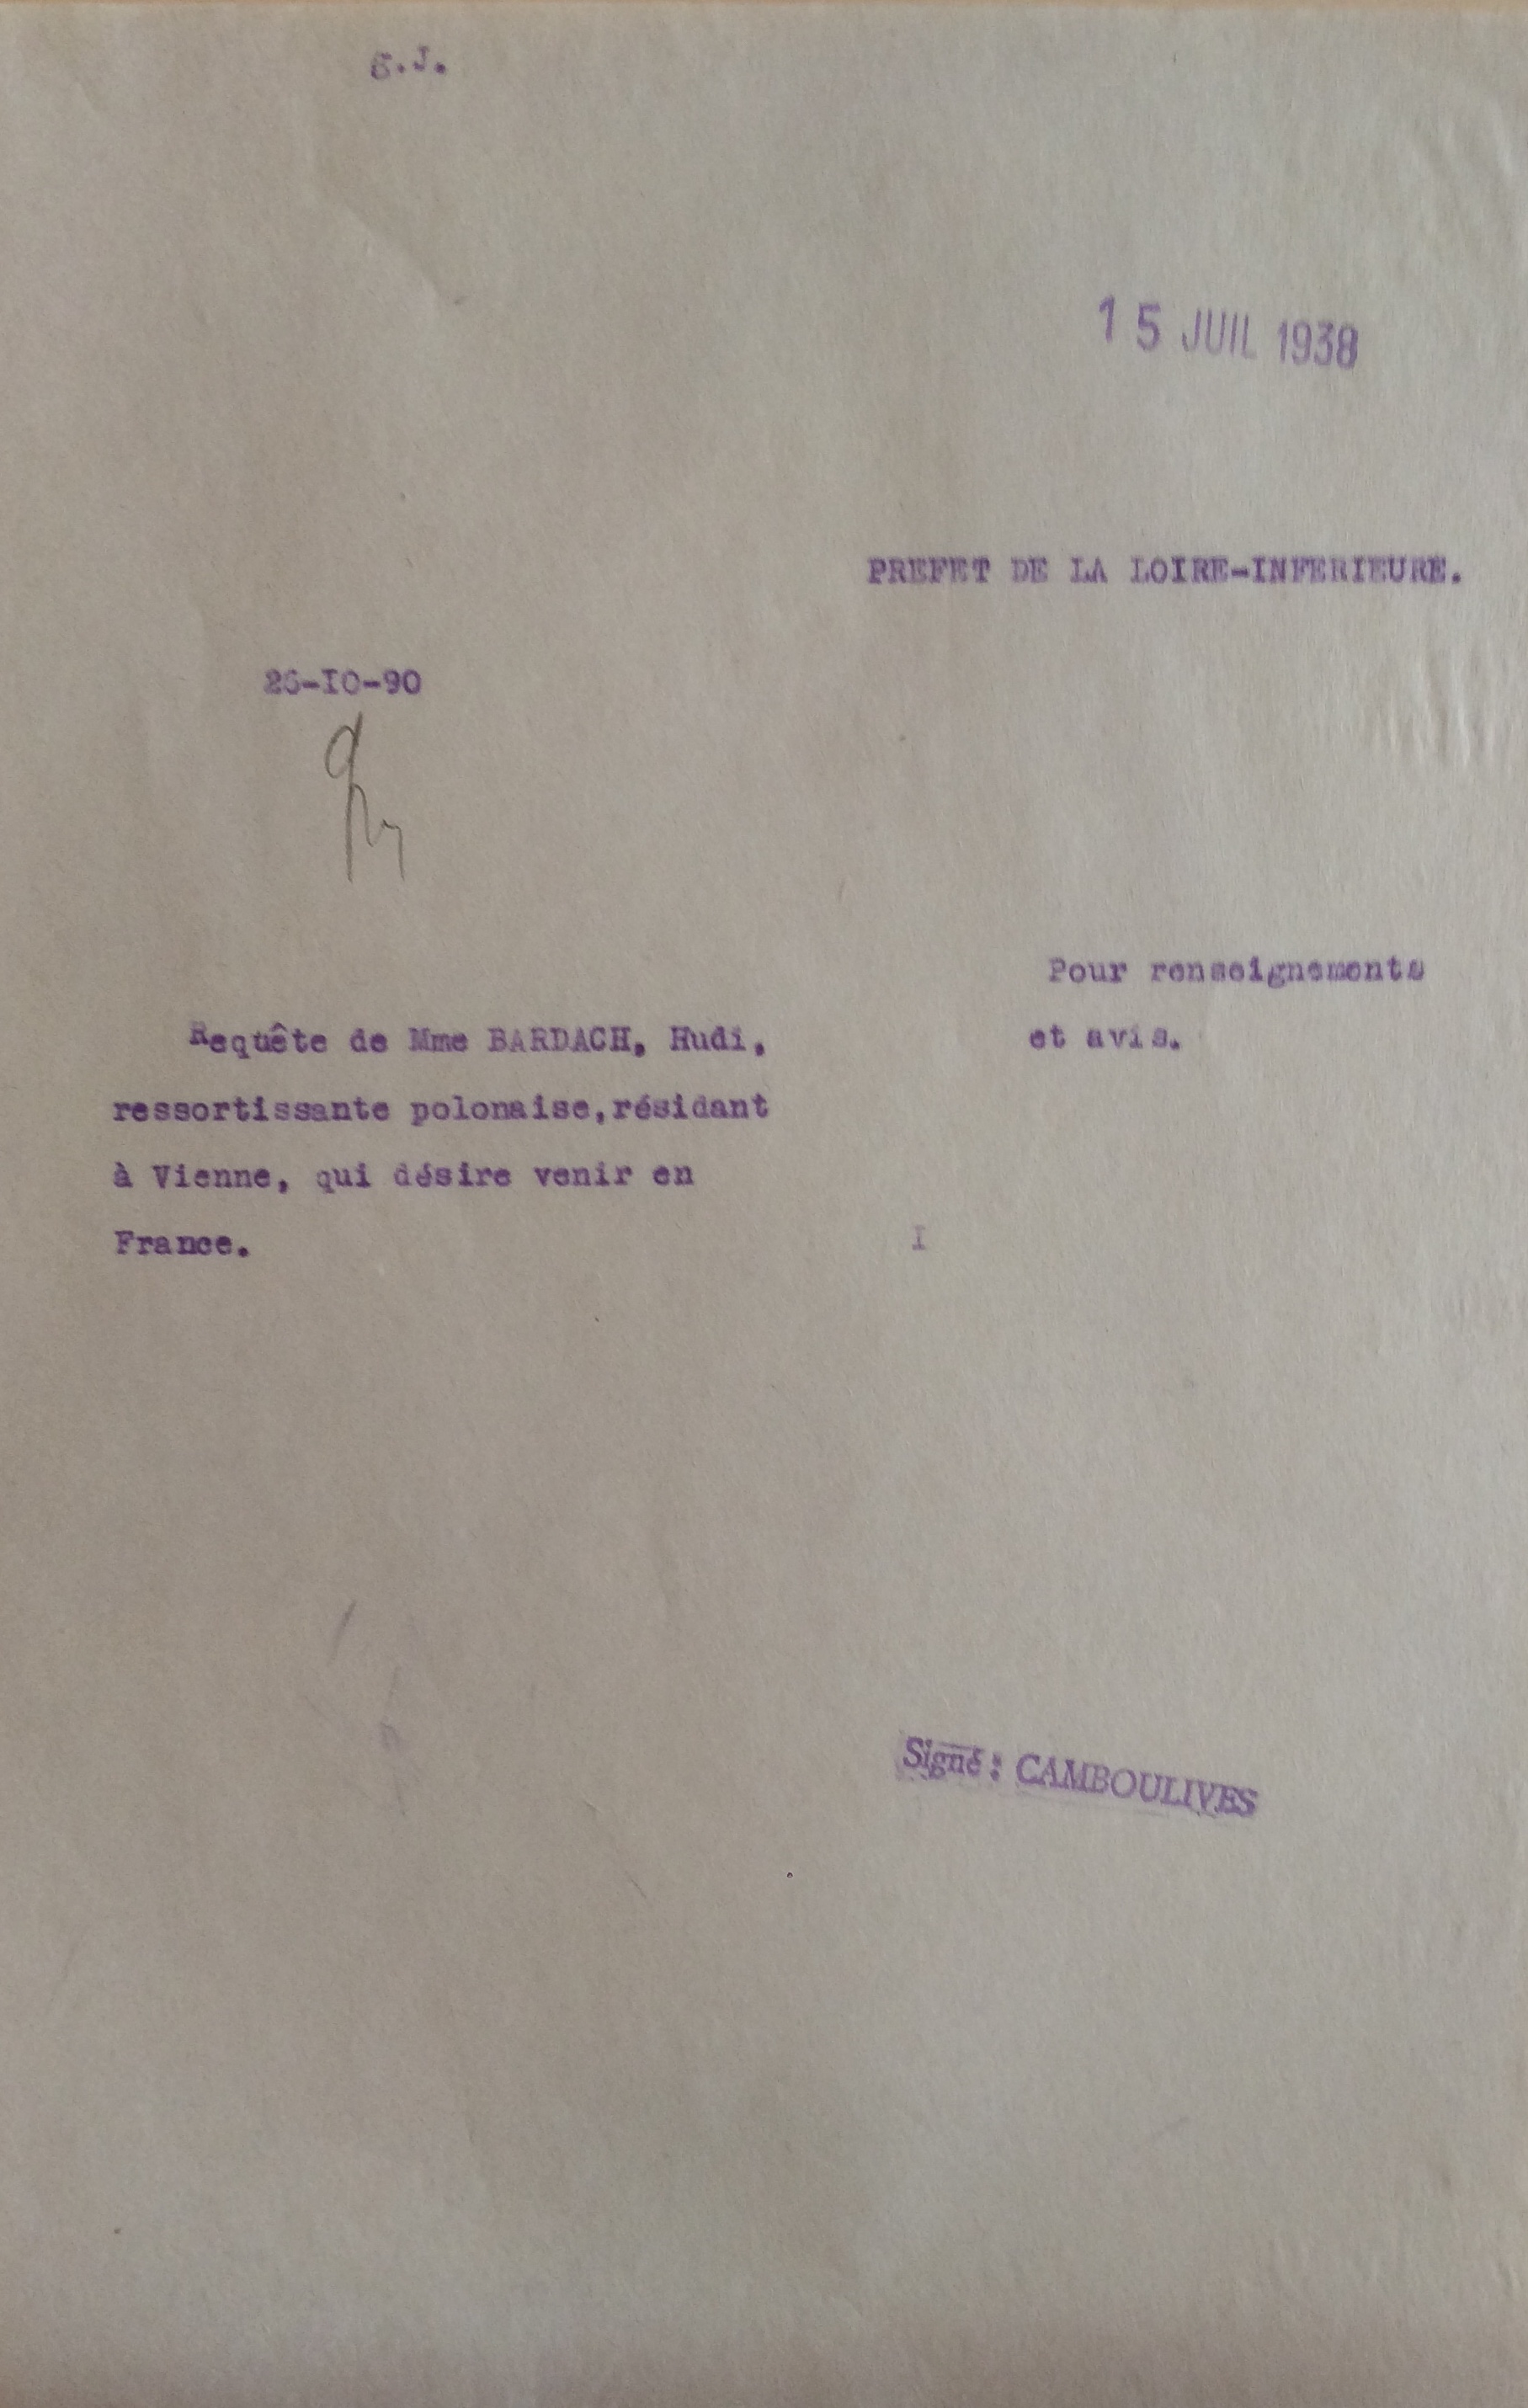 G.J.
15 JUIL 1938
PREFET DE LA LOIRE-INFERIEURE.
26-IO-90
Pour renseignements
et avis.
Requête de Mme BARDACH, Hudi,
ressortissante polonaise,résidant
à Vienne, qui désire venir en
France.
I
Signé : CAMBOULIVES